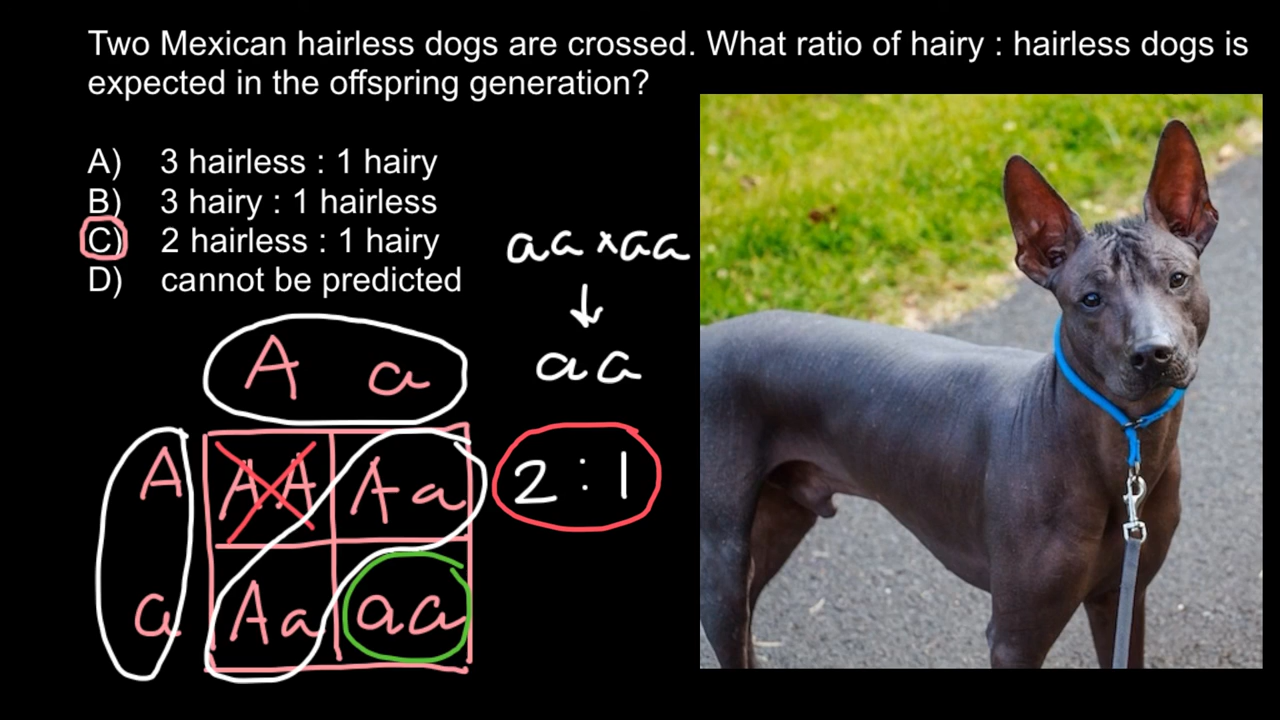 Two Mexican hairless dogs are crossed. What ratio of hairy : hairless dogs is
expected in the offspring generation?
A) 3 hairless : 1 hairy
B) 3 hairy : 1 hairless
C) 2 hairless : 1 hairy
D) cannot be predicted
aa x aa
↓
aa
A a
A AA Aa
a Aa aa
2 : 1